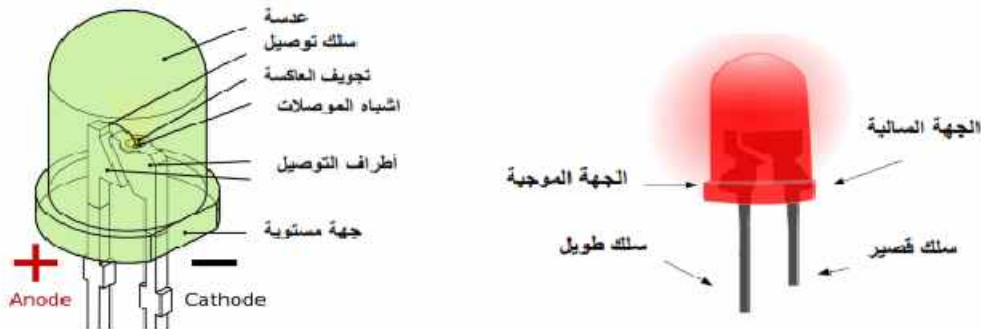 عدسة
سلك توصيل
تجويف العاكسة
اشباه الموصلات
أطراف التوصيل
جهة مستوية
+
Anode
−
Cathode
الجهة السالبة
الجهة الموجبة
سلك طويل
سلك قصير